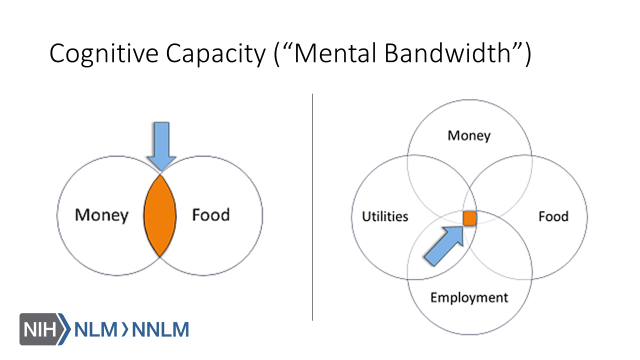 Cognitive Capacity (“Mental Bandwidth”)
Money
Food
Money
Utilities
Food
Employment
NIH NLM NNLM